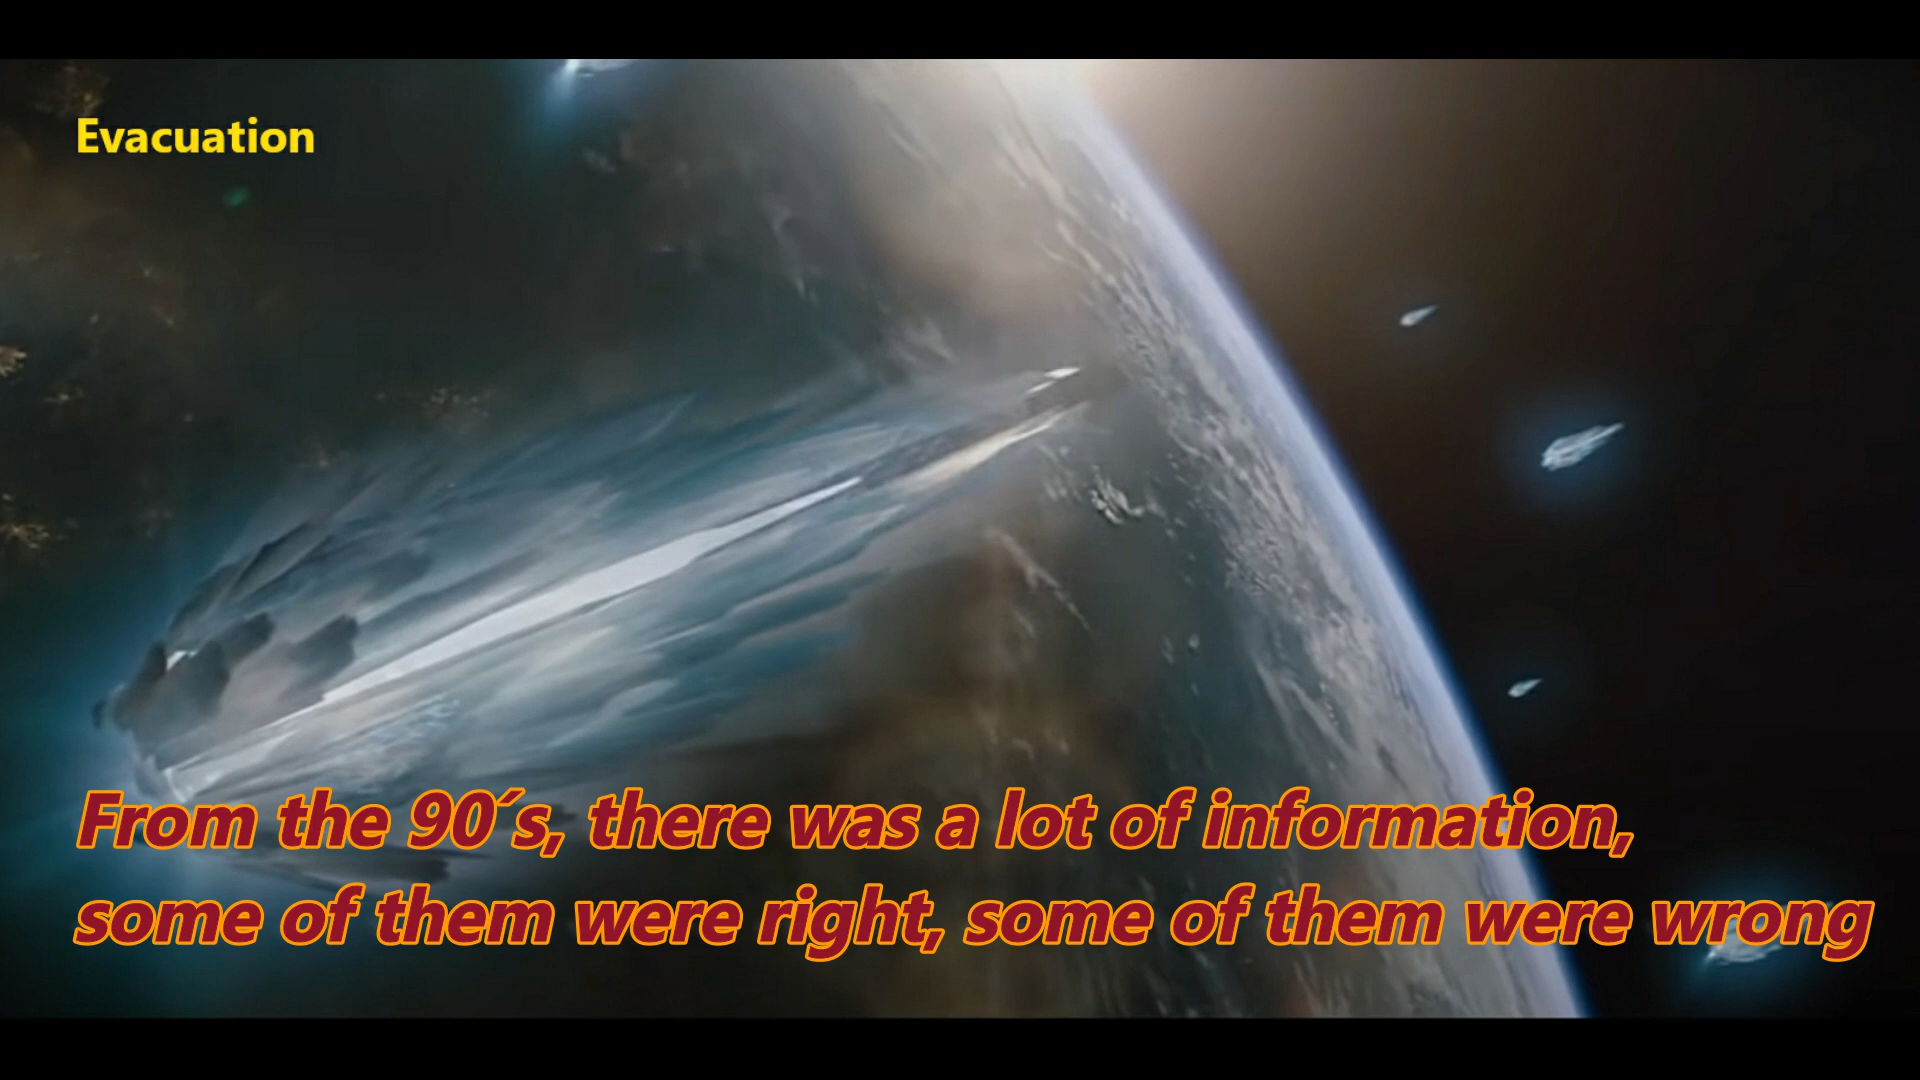 Evacuation
From the 90´s, there was a lot of information,
some of them were right, some of them were wrong